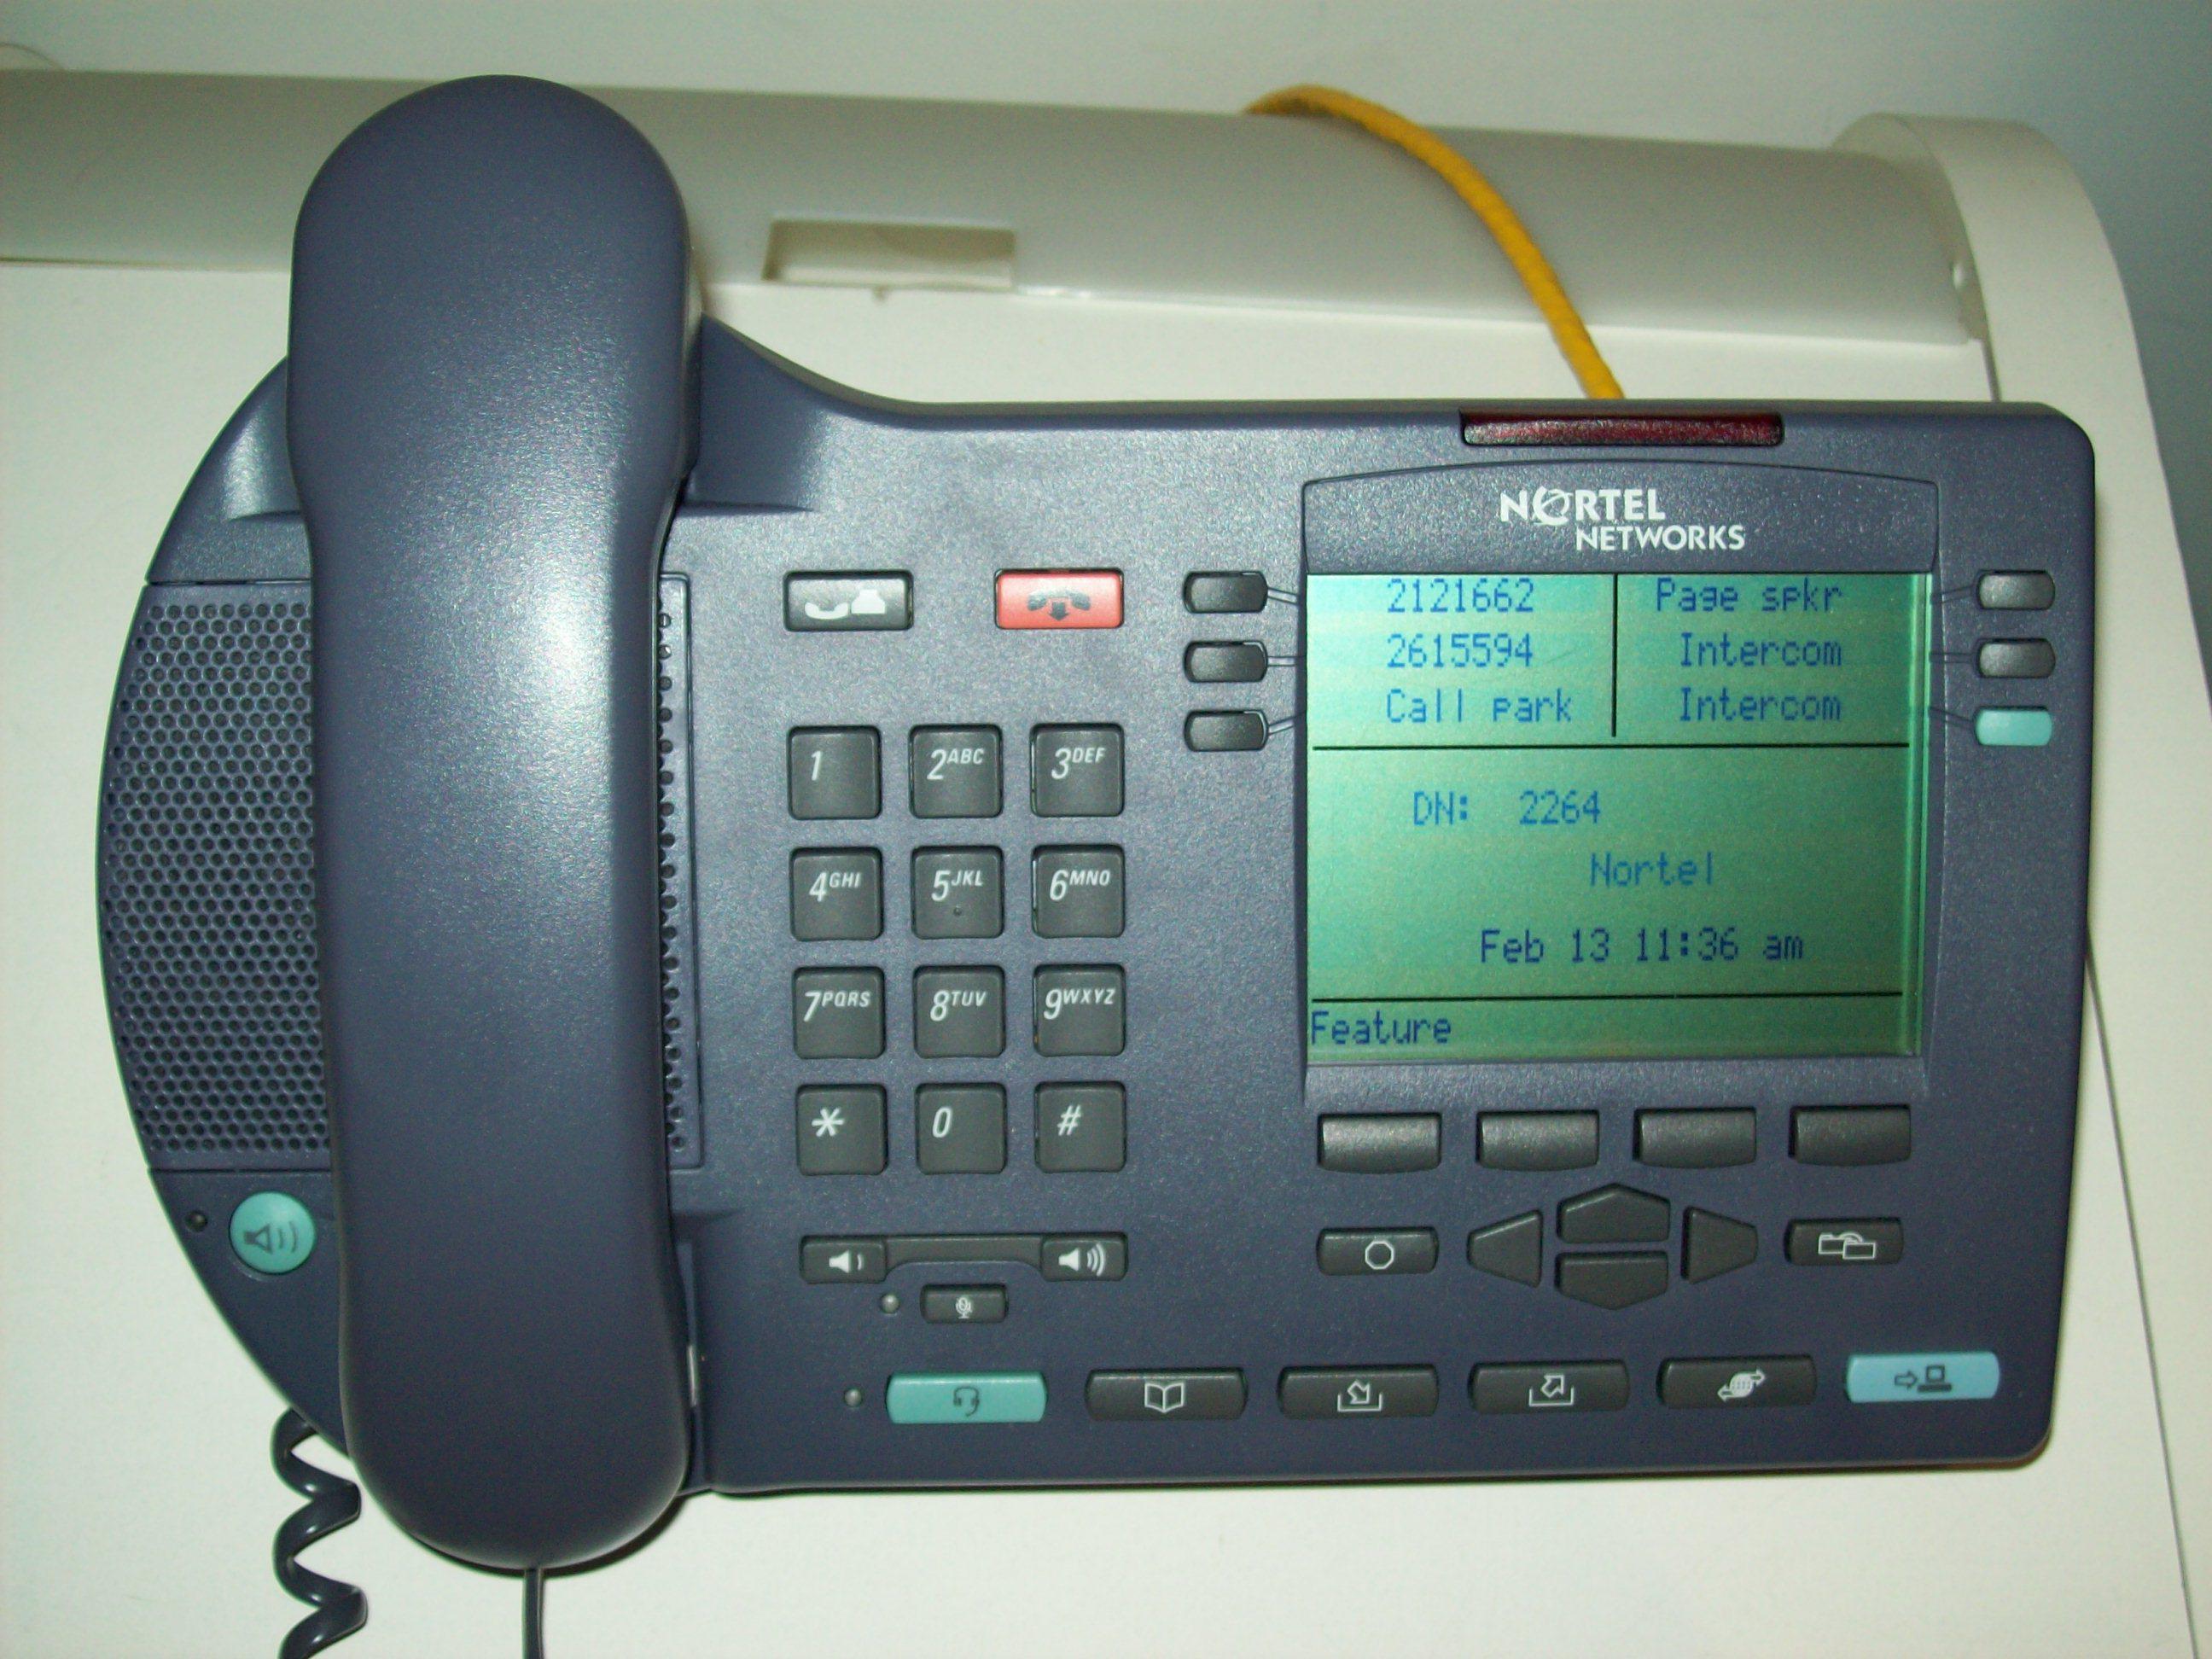 NORTEL
NETWORKS
2121662 Page spkr
2615594 Intercom
Call park Intercom
DN: 2264
Nortel
Feb 13 11:36 am
Feature
1 2ABC 3DEF
4GHI 5JKL 6MNO
7PQRS 8TUV 9WXYZ
* 0 #